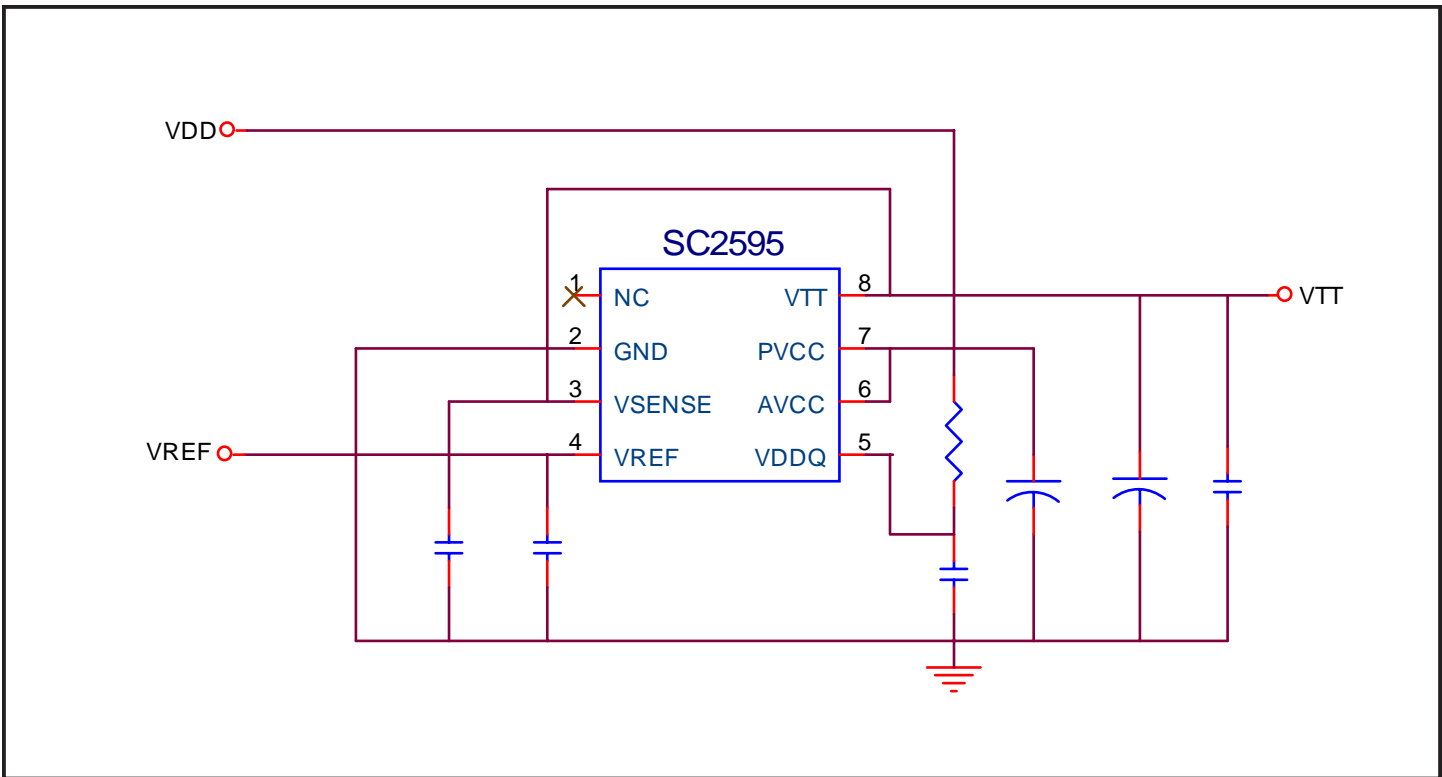 VDD
SC2595
1 NC VTT 8 VTT
2 GND PVCC 7
3 VSENSE AVCC 6
VREF 4 VREF VDDQ 5